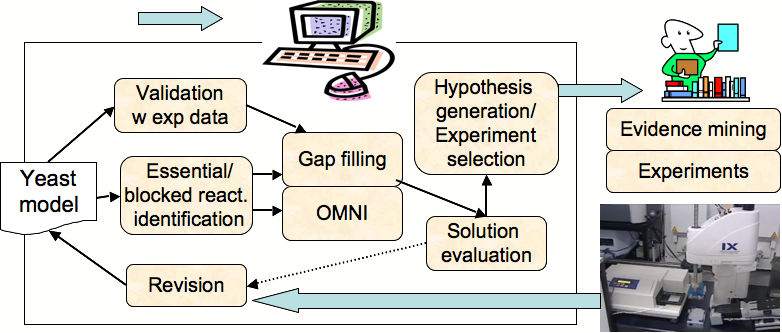 Validation
w exp data
Hypothesis
generation/
Experiment
selection
Evidence mining
Experiments
Gap filling
OMNI
Essential/
blocked react.
identification
Yeast
model
Solution
evaluation
Revision
IX